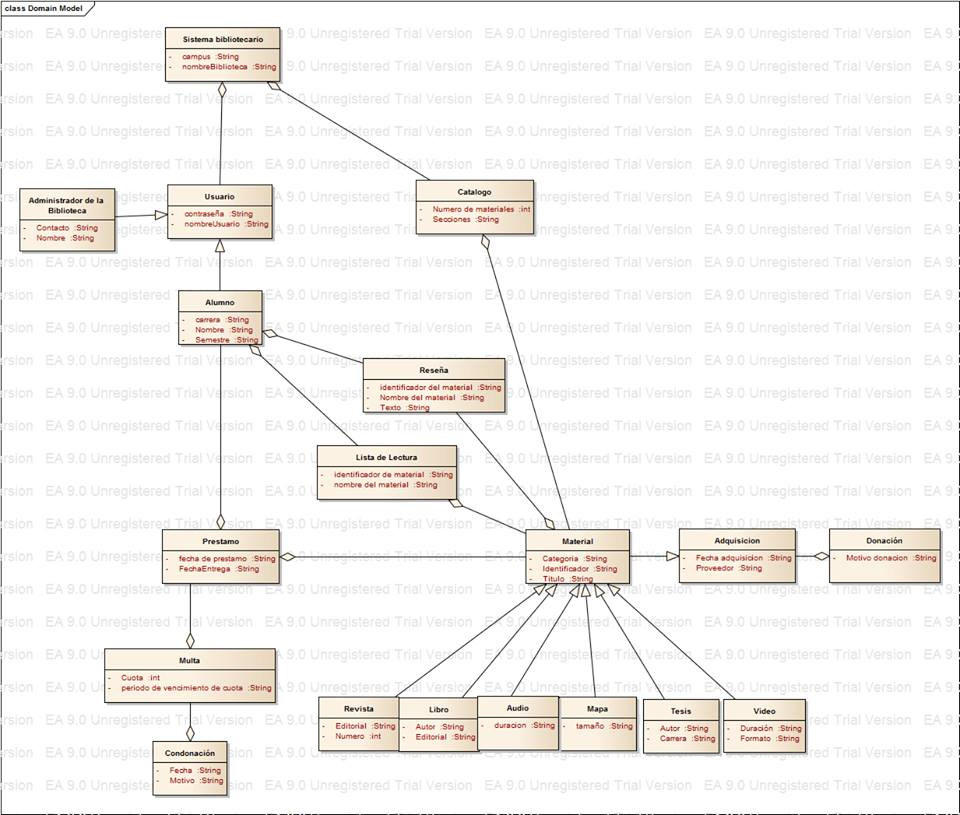 class Domain Model
Sistema bibliotecario
- campus :String
- nombreBiblioteca :String
Administrador de la
Biblioteca
- Contacto :String
- Nombre :String
Usuario
- contraseña :String
- nombreUsuario :String
Catalogo
- Numero de materiales :int
- Secciones :String
Alumno
- carrera :String
- Nombre :String
- Semestre :String
Reseña
- identificador del material :String
- Nombre del material :String
- Texto :String
Lista de Lectura
- identificador de material :String
- nombre del material :String
Prestamo
- fecha de prestamo :String
- FechaEntrega :String
Material
- Categoria :String
- Identificador :String
- Titulo :String
Adquisicion
- Fecha adquisicion :String
- Proveedor :String
Donación
- Motivo donacion :String
Multa
- Cuota :int
- periodo de vencimiento de cuota :String
Condonación
- Fecha :String
- Motivo :String
Revista
- Editorial :String
- Numero :int
Libro
- Autor :String
- Editorial :String
Audio
- duracion :String
Mapa
- tamaño :String
Tesis
- Autor :String
- Carrera :String
Video
- Duración :String
- Formato :String
EA 9.0 Unregistered Trial Version